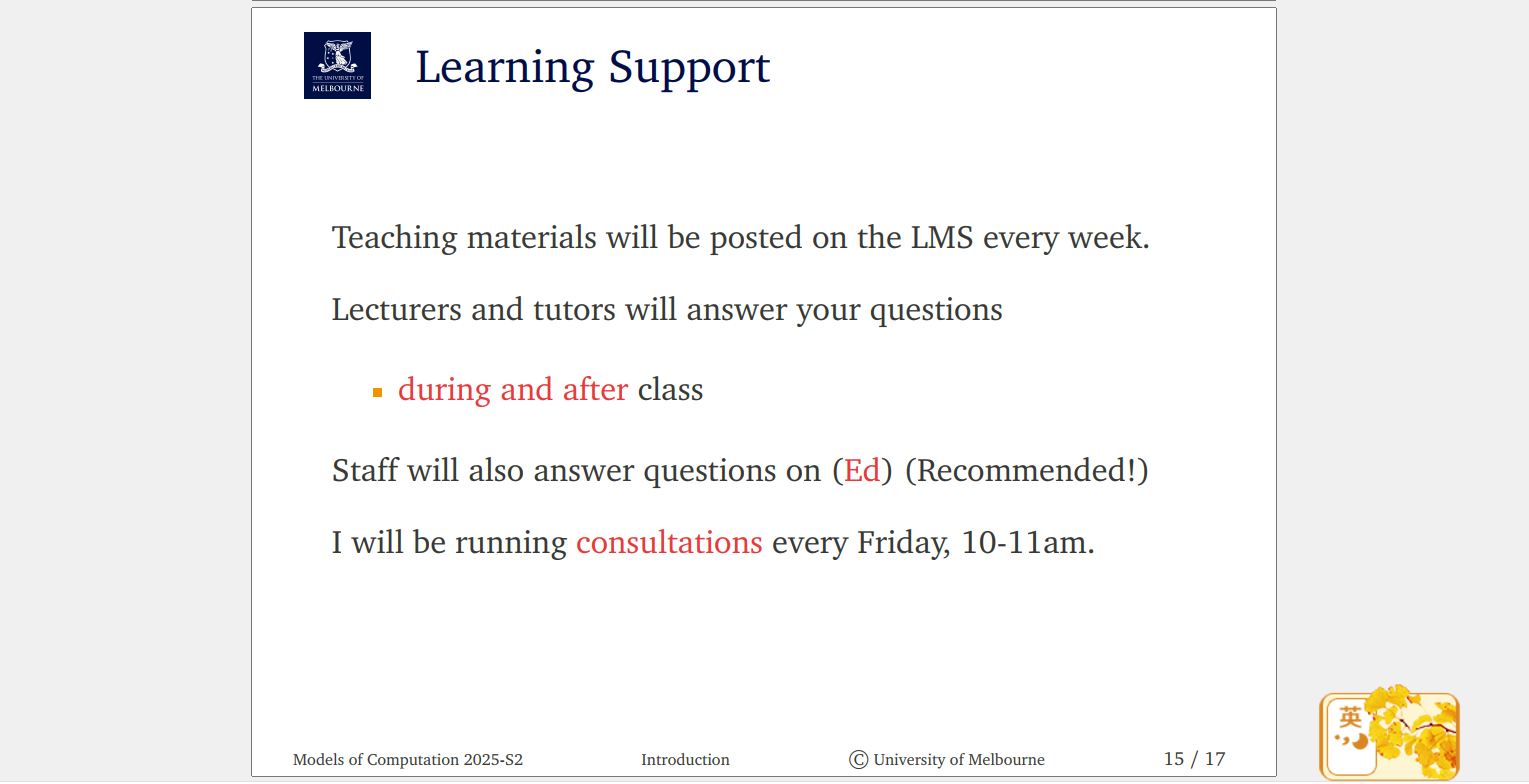 THE UNIVERSITY OF
MELBOURNE
Learning Support
Teaching materials will be posted on the LMS every week.
Lecturers and tutors will answer your questions
during and after class
Staff will also answer questions on (Ed) (Recommended!)
I will be running consultations every Friday, 10-11am.
Models of Computation 2025-S2
Introduction
© University of Melbourne
15 / 17
英